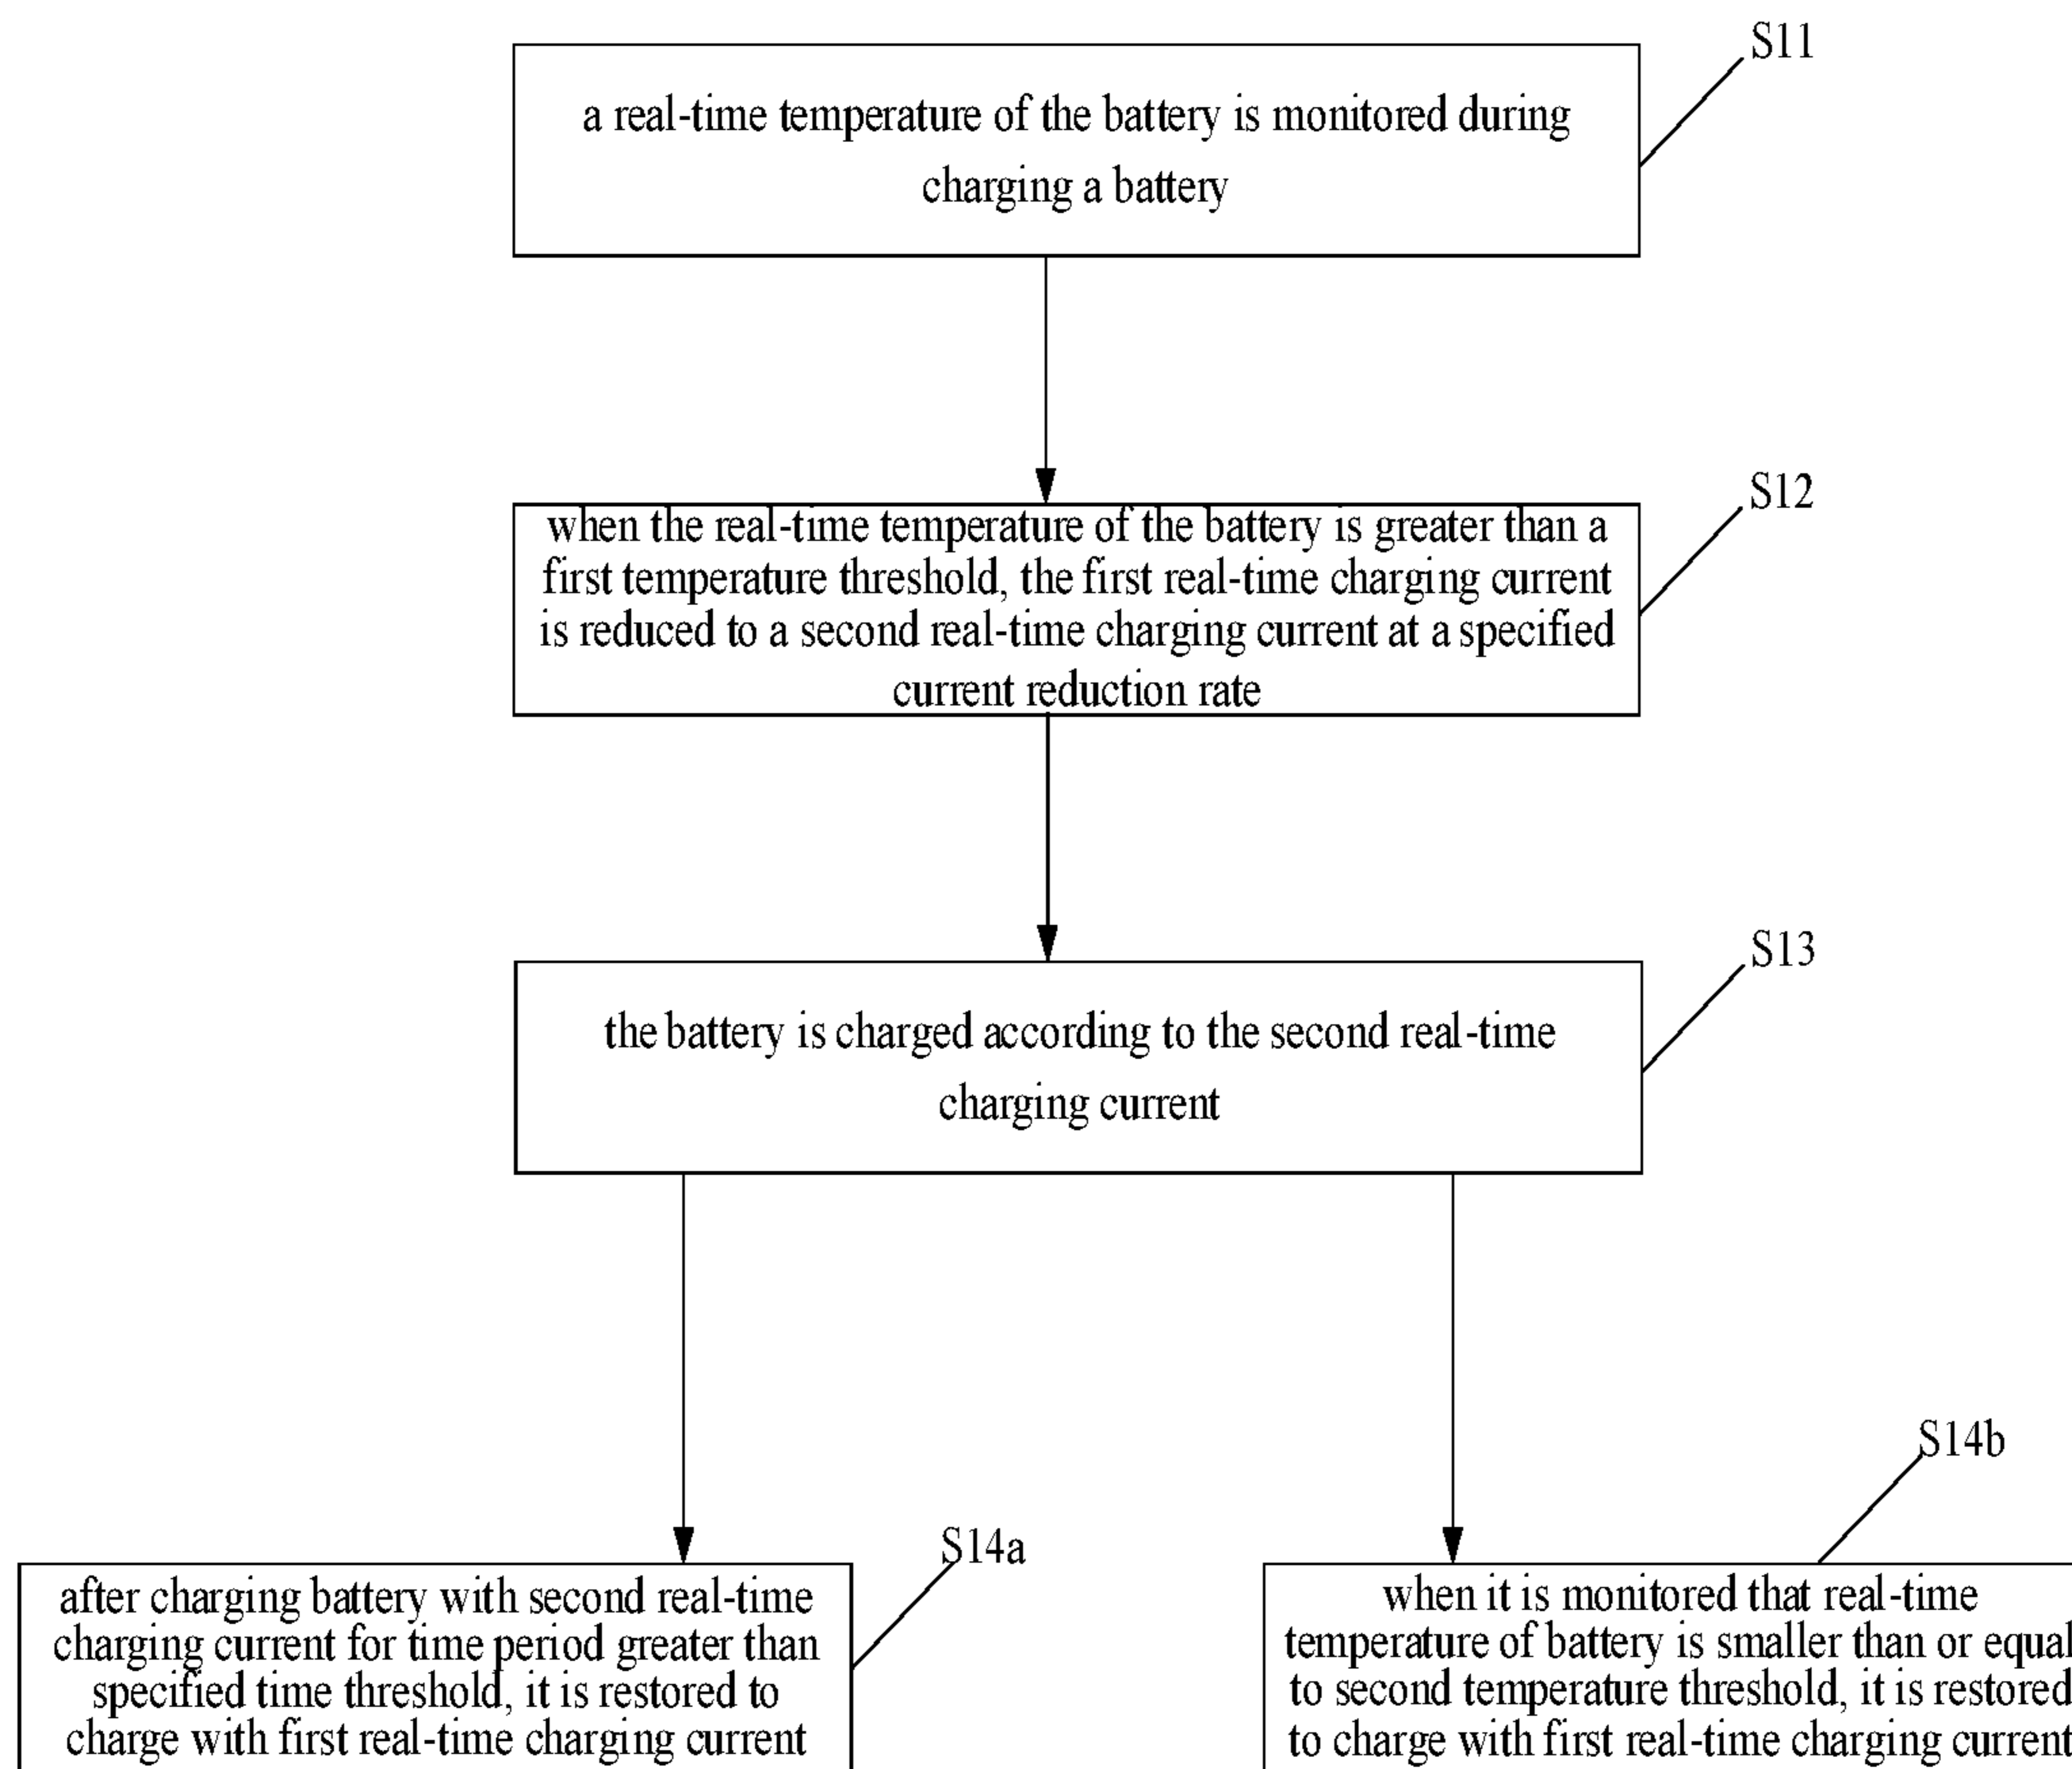 S11
a real-time temperature of the battery is monitored during
charging a battery
S12
when the real-time temperature of the battery is greater than a
first temperature threshold, the first real-time charging current
is reduced to a second real-time charging current at a specified
current reduction rate
S13
the battery is charged according to the second real-time
charging current
S14a
after charging battery with second real-time
charging current for time period greater than
specified time threshold, it is restored to
charge with first real-time charging current
S14b
when it is monitored that real-time
temperature of battery is smaller than or equal
to second temperature threshold, it is restored
to charge with first real-time charging current